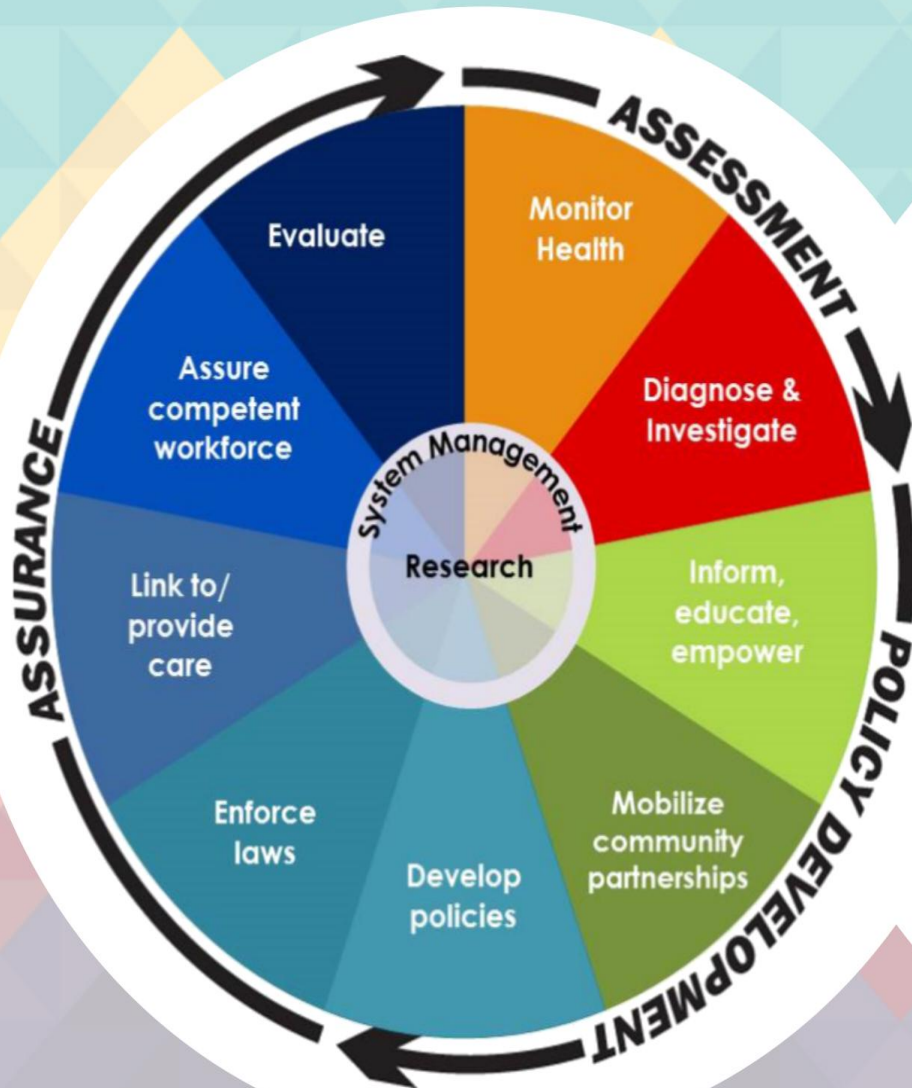 ASSESSMENT
Monitor
Health
Diagnose &
Investigate
Inform,
educate,
empower
POLICY DEVELOPMENT
Mobilize
community
partnerships
Develop
policies
Enforce
laws
ASSURANCE
Link to/
provide
care
Assure
competent
workforce
Evaluate
System Management
Research